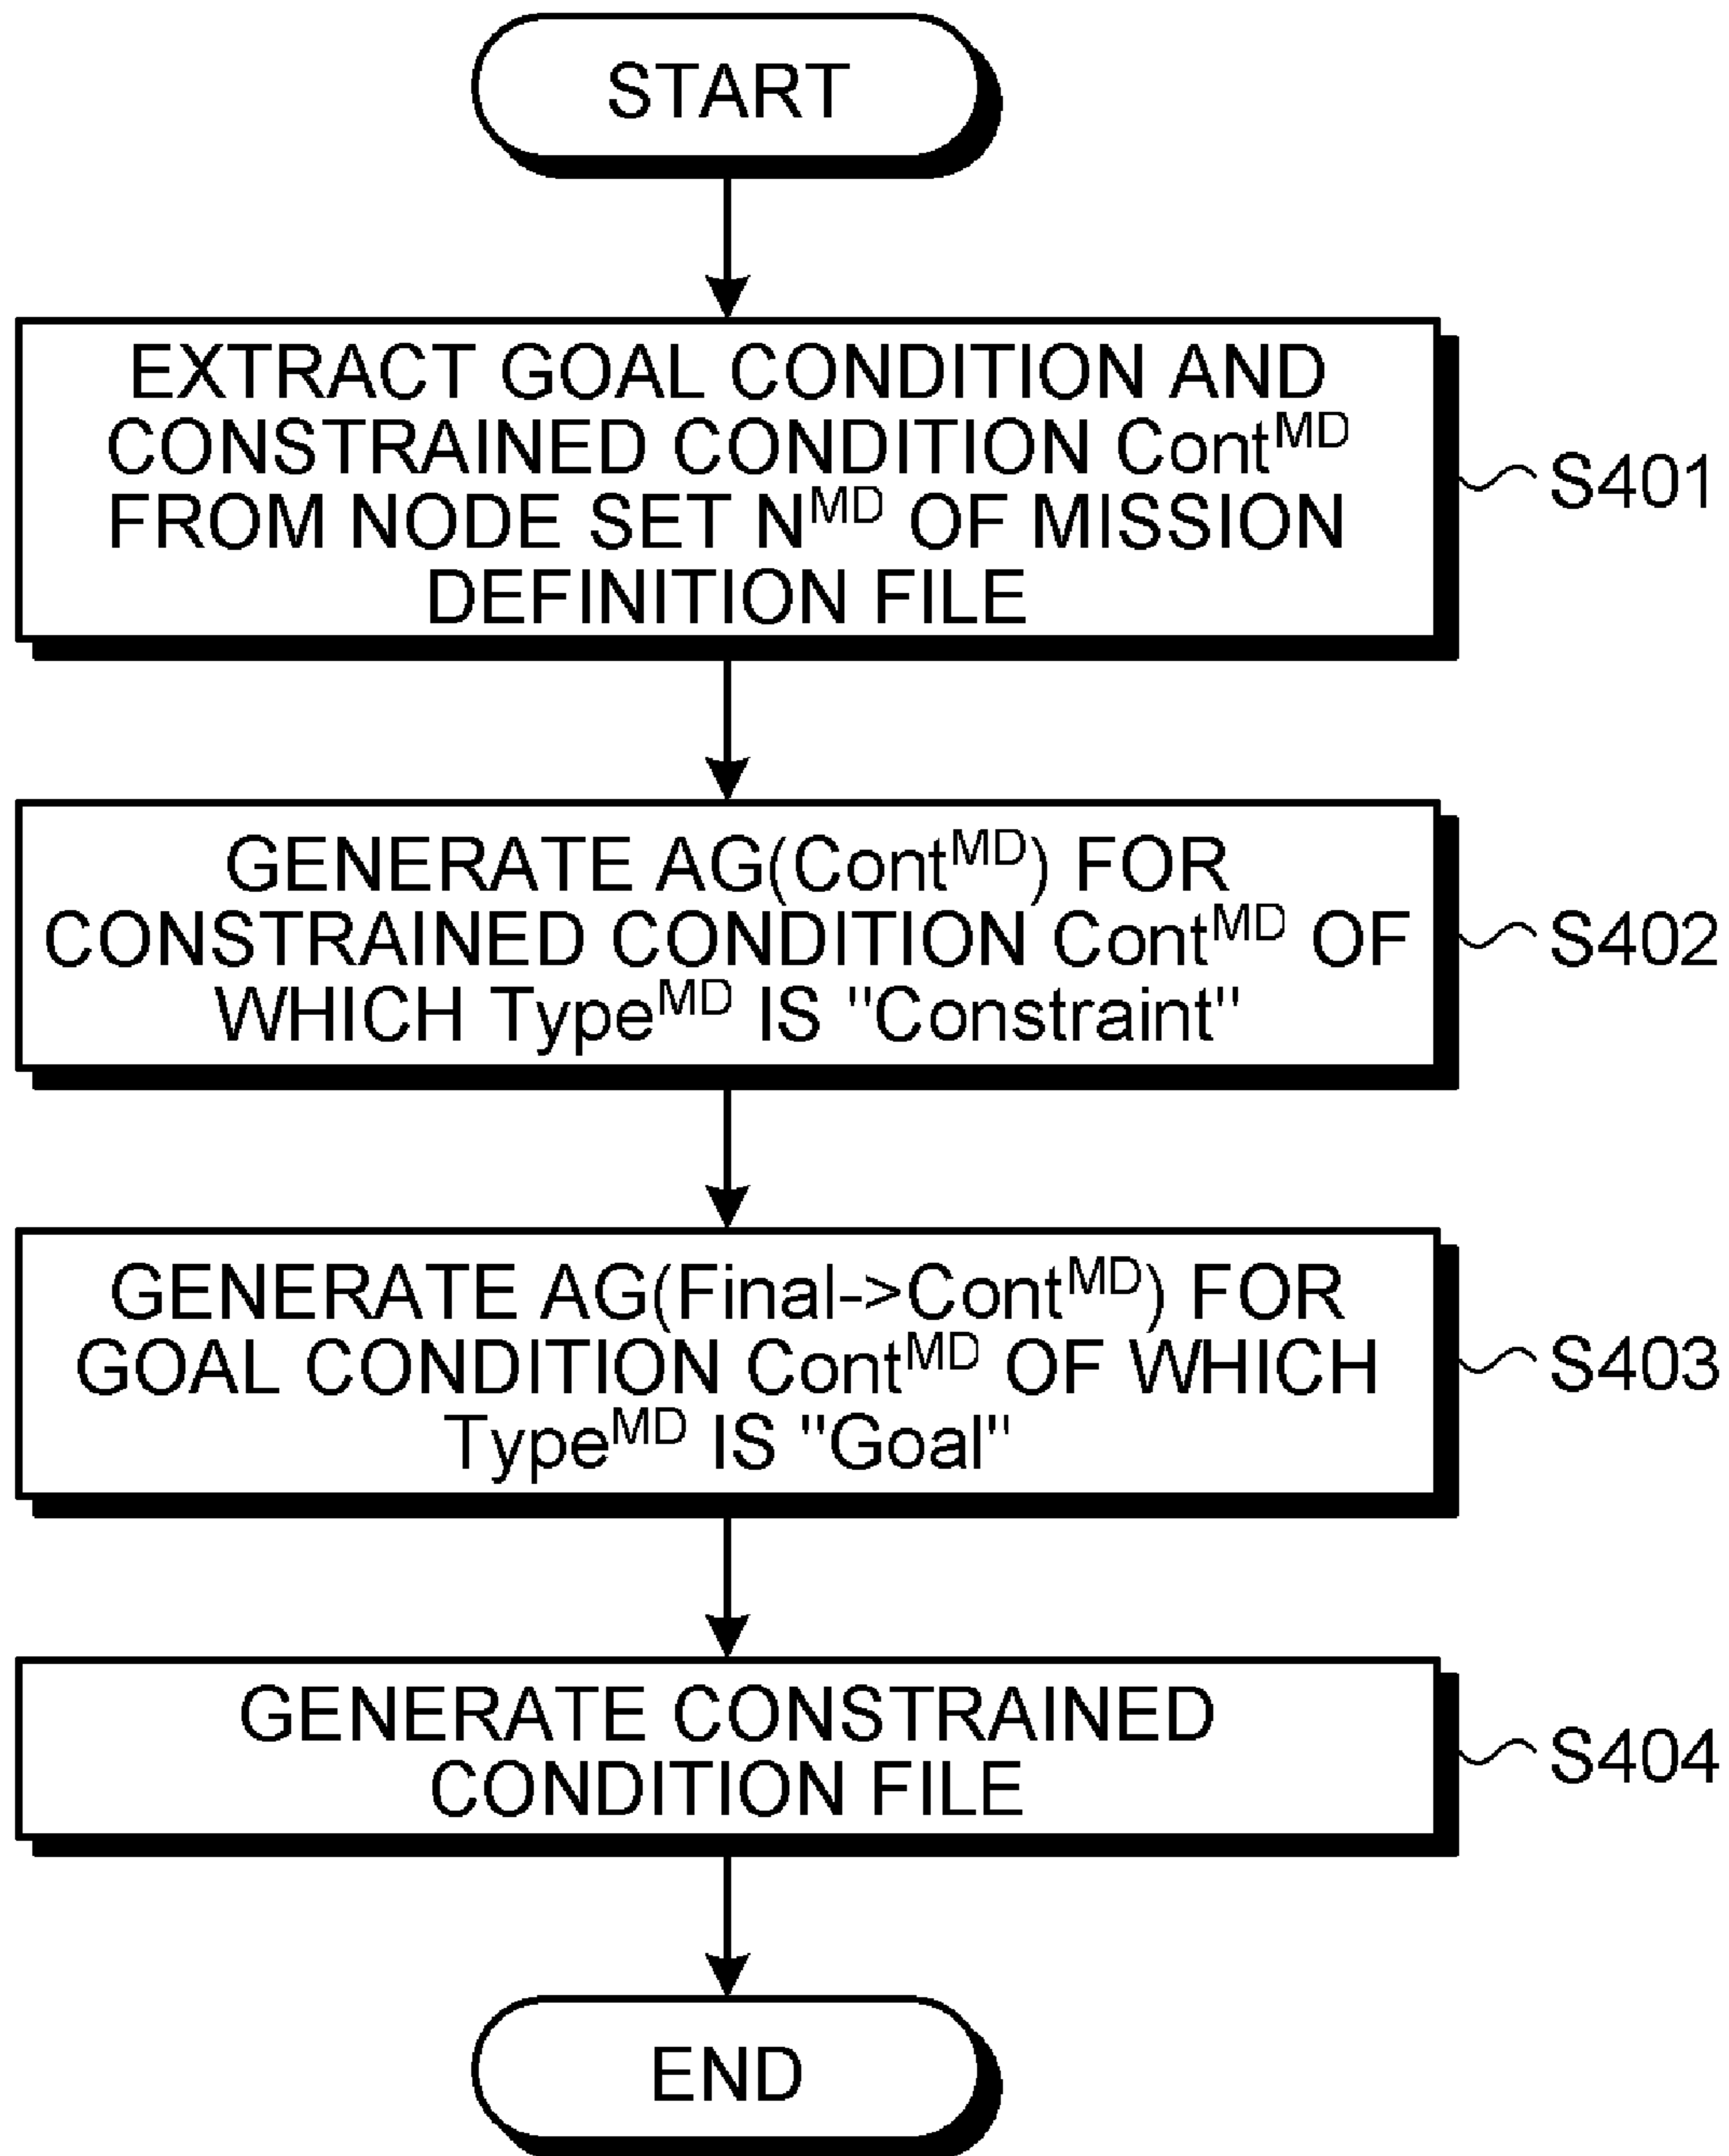 START
EXTRACT GOAL CONDITION AND
CONSTRAINED CONDITION Cont^MD
FROM NODE SET N^MD OF MISSION
DEFINITION FILE
S401
GENERATE AG(Cont^MD) FOR
CONSTRAINED CONDITION Cont^MD OF
WHICH Type^MD IS "Constraint"
S402
GENERATE AG(Final->Cont^MD) FOR
GOAL CONDITION Cont^MD OF WHICH
Type^MD IS "Goal"
S403
GENERATE CONSTRAINED
CONDITION FILE
S404
END